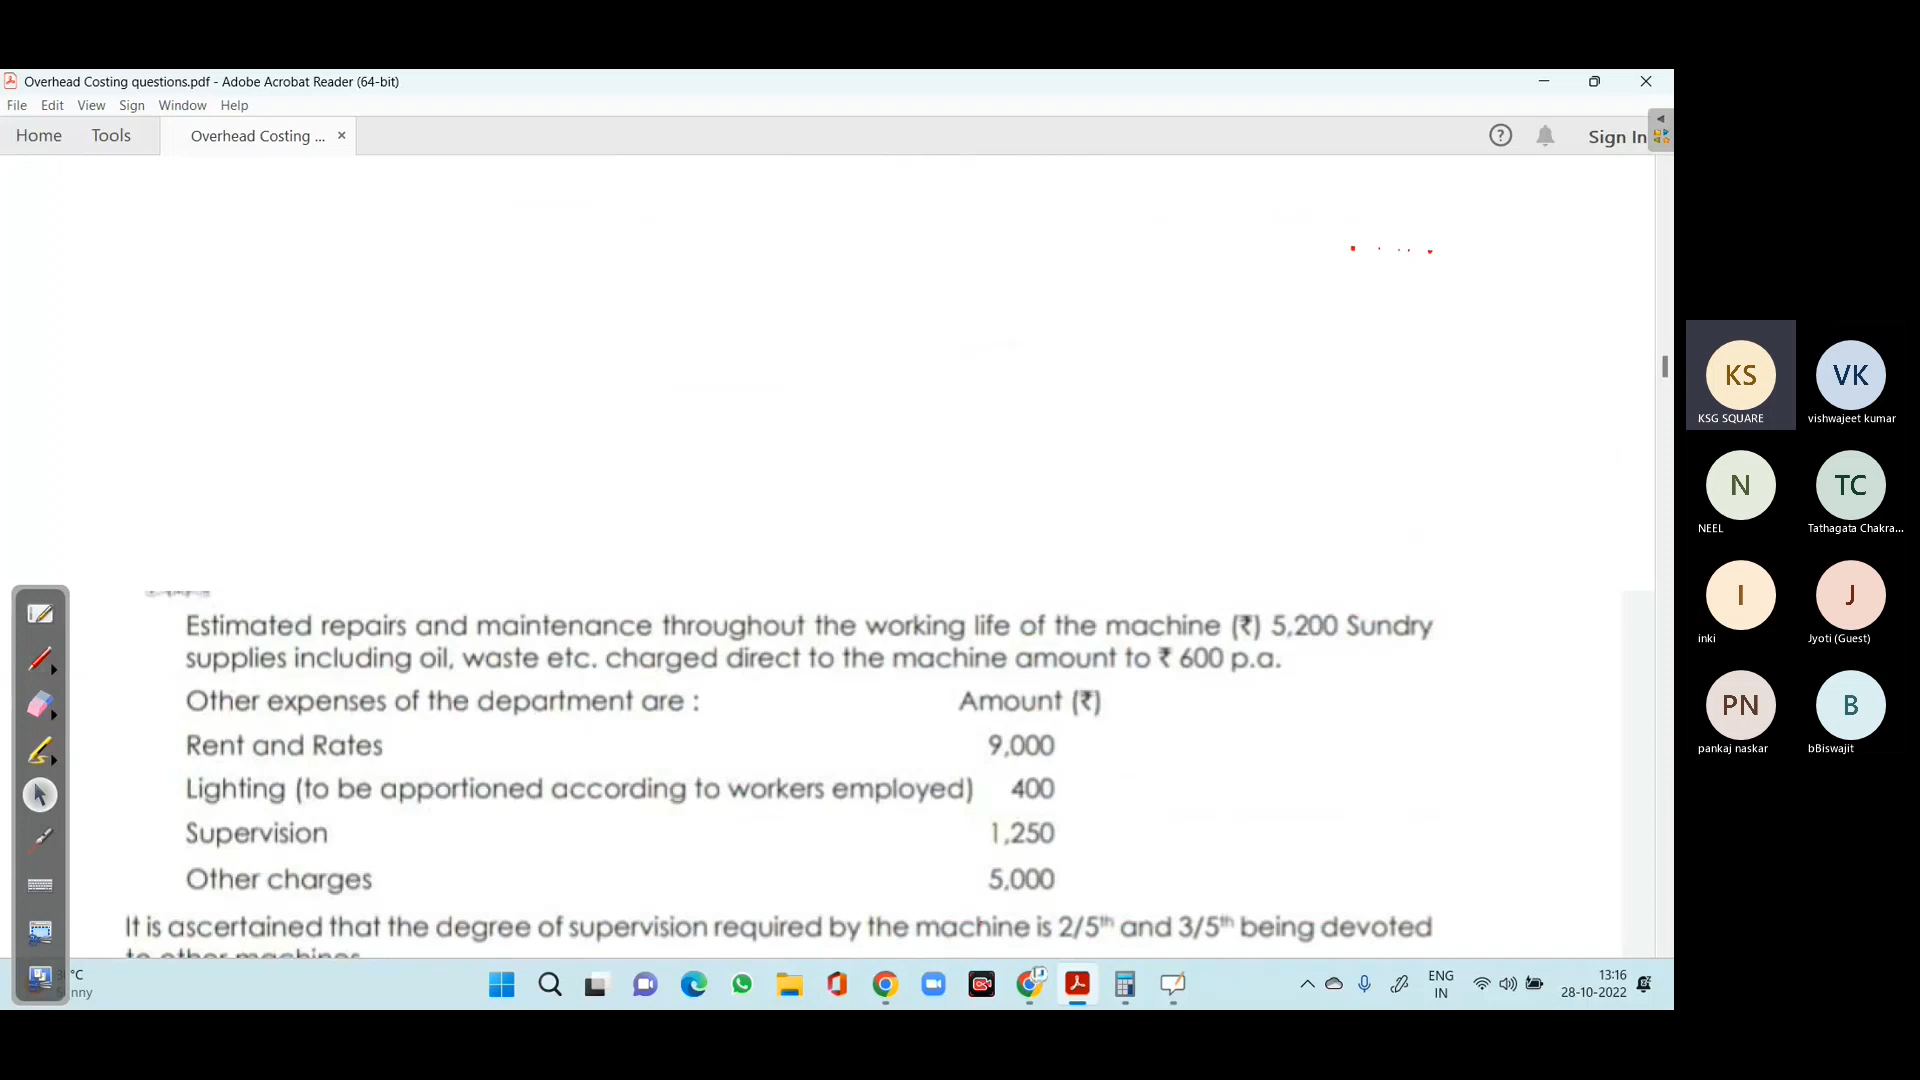 Overhead Costing questions.pdf - Adobe Acrobat Reader (64-bit)
File Edit View Sign Window Help
Home Tools Overhead Costing ... × Sign In
Estimated repairs and maintenance throughout the working life of the machine (₹) 5,200 Sundry
supplies including oil, waste etc. charged direct to the machine amount to ₹ 600 p.a.
Other expenses of the department are : Amount (₹)
Rent and Rates 9,000
Lighting (to be apportioned according to workers employed) 400
Supervision 1,250
Other charges 5,000
It is ascertained that the degree of supervision required by the machine is 2/5th and 3/5th being devoted
to other machines
KS
KSG SQUARE
VK
vishwajeet kumar
N
NEEL
TC
Tathagata Chakra...
I
inki
J
Jyoti (Guest)
PN
pankaj naskar
B
bBiswajit
°C
ENG
IN
13:16
28-10-2022